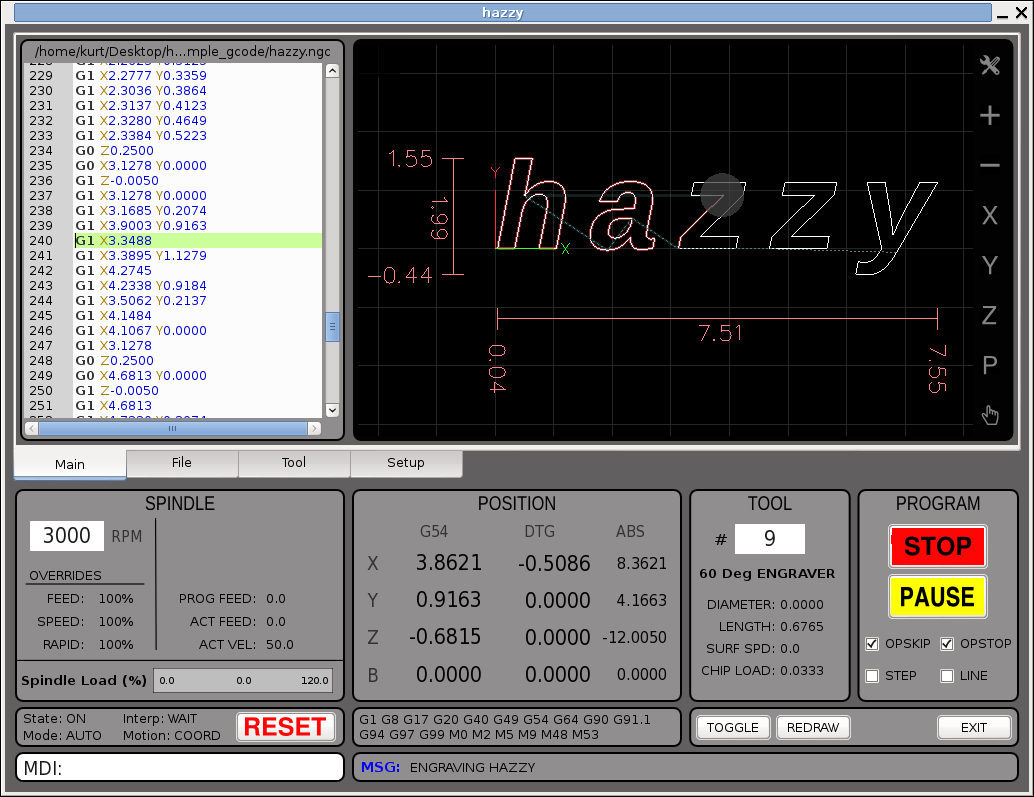 hazzy
/home/kurt/Desktop/h...mple_gcode/hazzy.ngc
229 G1 X2.2777 Y0.3359
230 G1 X2.3036 Y0.3864
231 G1 X2.3137 Y0.4123
232 G1 X2.3280 Y0.4649
233 G1 X2.3384 Y0.5223
234 G0 Z0.2500
235 G0 X3.1278 Y0.0000
236 G1 Z-0.0050
237 G1 X3.1278 Y0.0000
238 G1 X3.1685 Y0.2074
239 G1 X3.9003 Y0.9163
240 G1 X3.3488
241 G1 X3.3895 Y1.1279
242 G1 X4.2745
243 G1 X4.2338 Y0.9184
244 G1 X3.5062 Y0.2137
245 G1 X4.1484
246 G1 X4.1067 Y0.0000
247 G1 X3.1278
248 G0 Z0.2500
249 G0 X4.6813 Y0.0000
250 G1 Z-0.0050
251 G1 X4.6813
1.55
1.99
-0.44
Y
X
hazzy
7.51
0.04
7.55
+
−
X
Y
Z
P
Main File Tool Setup
SPINDLE
3000 RPM
OVERRIDES
FEED: 100% PROG FEED: 0.0
SPEED: 100% ACT FEED: 0.0
RAPID: 100% ACT VEL: 50.0
Spindle Load (%) 0.0 0.0 120.0
POSITION
G54 DTG ABS
X 3.8621 -0.5086 8.3621
Y 0.9163 0.0000 4.1663
Z -0.6815 0.0000 -12.0050
B 0.0000 0.0000 0.0000
TOOL
# 9
60 Deg ENGRAVER
DIAMETER: 0.0000
LENGTH: 0.6765
SURF SPD: 0.0
CHIP LOAD: 0.0333
PROGRAM
STOP
PAUSE
OPSKIP OPSTOP
STEP LINE
State: ON Interp: WAIT
Mode: AUTO Motion: COORD
RESET
G1 G8 G17 G20 G40 G49 G54 G64 G90 G91.1
G94 G97 G99 M0 M2 M5 M9 M48 M53
TOGGLE REDRAW EXIT
MDI:
MSG: ENGRAVING HAZZY